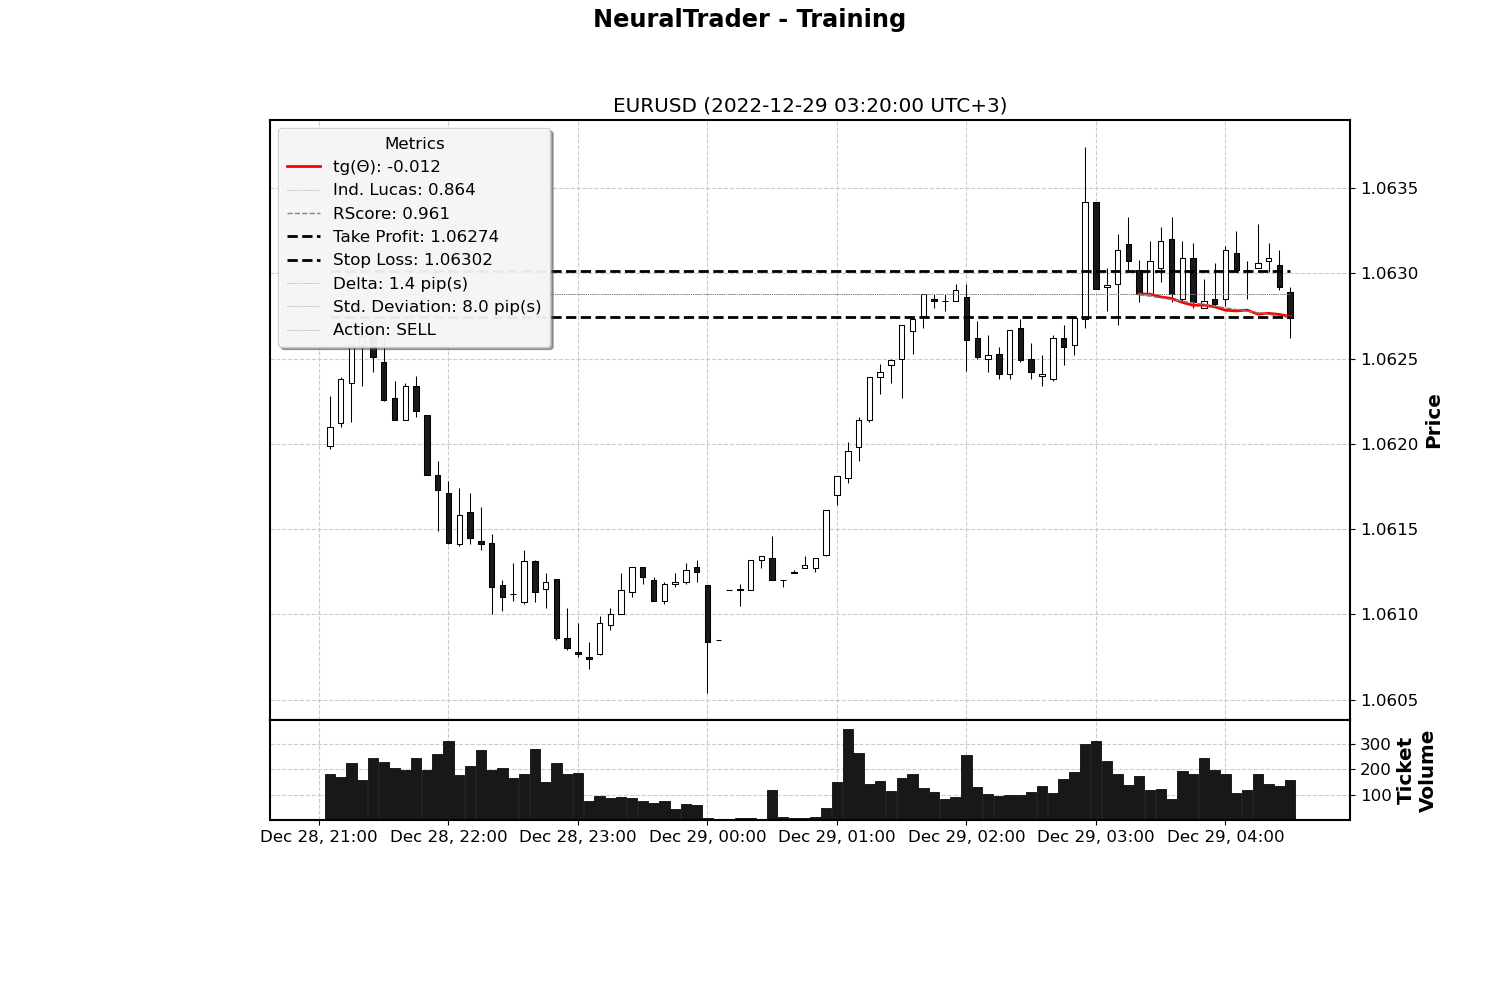 NeuralTrader - Training
EURUSD (2022-12-29 03:20:00 UTC+3)
Metrics
tg(Θ): -0.012
Ind. Lucas: 0.864
RScore: 0.961
Take Profit: 1.06274
Stop Loss: 1.06302
Delta: 1.4 pip(s)
Std. Deviation: 8.0 pip(s)
Action: SELL
1.0635
1.0630
1.0625
1.0620
1.0615
1.0610
1.0605
Price
300
200
100
Ticket
Volume
Dec 28, 21:00 Dec 28, 22:00 Dec 28, 23:00 Dec 29, 00:00 Dec 29, 01:00 Dec 29, 02:00 Dec 29, 03:00 Dec 29, 04:00